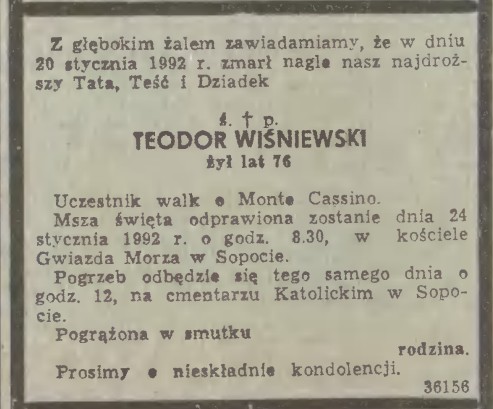 Z głębokim żalem zawiadamiamy, że w dniu
20 stycznia 1992 r. zmarł nagle nasz najdroż-
szy Tata, Teść i Dziadek
ś. † p.
TEODOR WIŚNIEWSKI
żył lat 76
Uczestnik walk o Monte Cassino.
Msza święta odprawiona zostanie dnia 24
stycznia 1992 r. o godz. 8.30, w kościele
Gwiazda Morza w Sopocie.
Pogrzeb odbędzie się tego samego dnia o
godz. 12, na cmentarzu Katolickim w Sopo-
cie.
Pogrążona w smutku
rodzina.
Prosimy o nieskładnie kondolencji.
36156